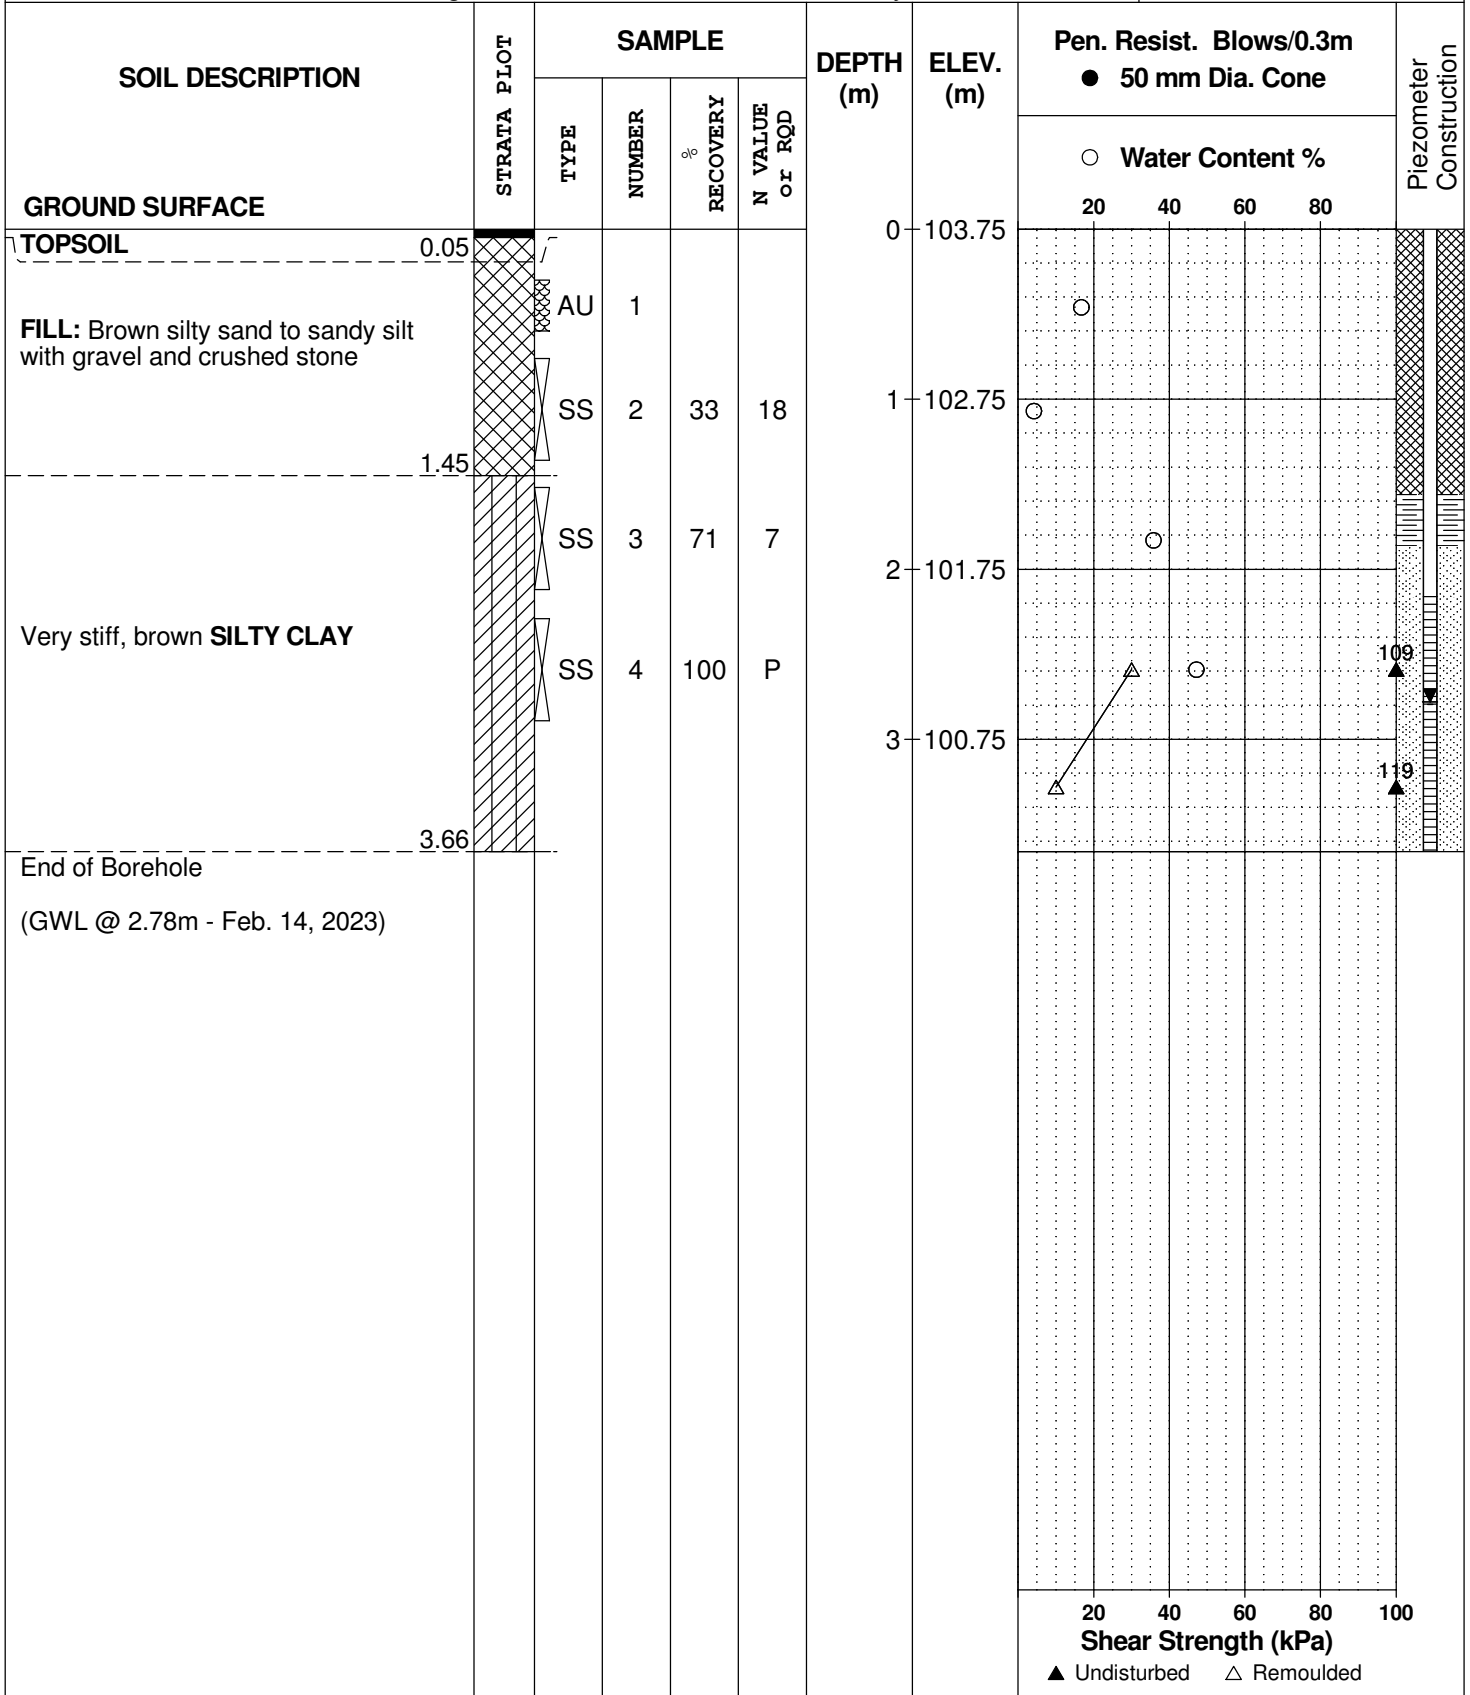 SOIL DESCRIPTION
GROUND SURFACE
STRATA PLOT
SAMPLE
TYPE
NUMBER
%
RECOVERY
N VALUE
or RQD
DEPTH
(m)
ELEV.
(m)
Pen. Resist. Blows/0.3m
● 50 mm Dia. Cone
○ Water Content %
20 40 60 80
Piezometer
Construction
TOPSOIL 0.05
0 103.75
AU 1
FILL: Brown silty sand to sandy silt
with gravel and crushed stone
SS 2 33 18
1 102.75
1.45
SS 3 71 7
2 101.75
Very stiff, brown SILTY CLAY
SS 4 100 P
109
3 100.75
119
3.66
End of Borehole
(GWL @ 2.78m - Feb. 14, 2023)
20 40 60 80 100
Shear Strength (kPa)
▲ Undisturbed △ Remoulded